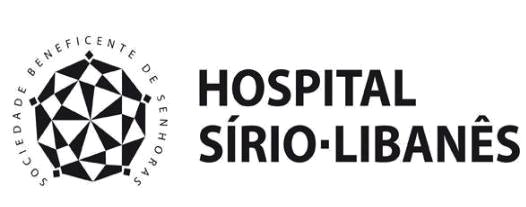 SOCIEDADE BENEFICENTE DE SENHORAS
HOSPITAL
SÍRIO·LIBANÊS